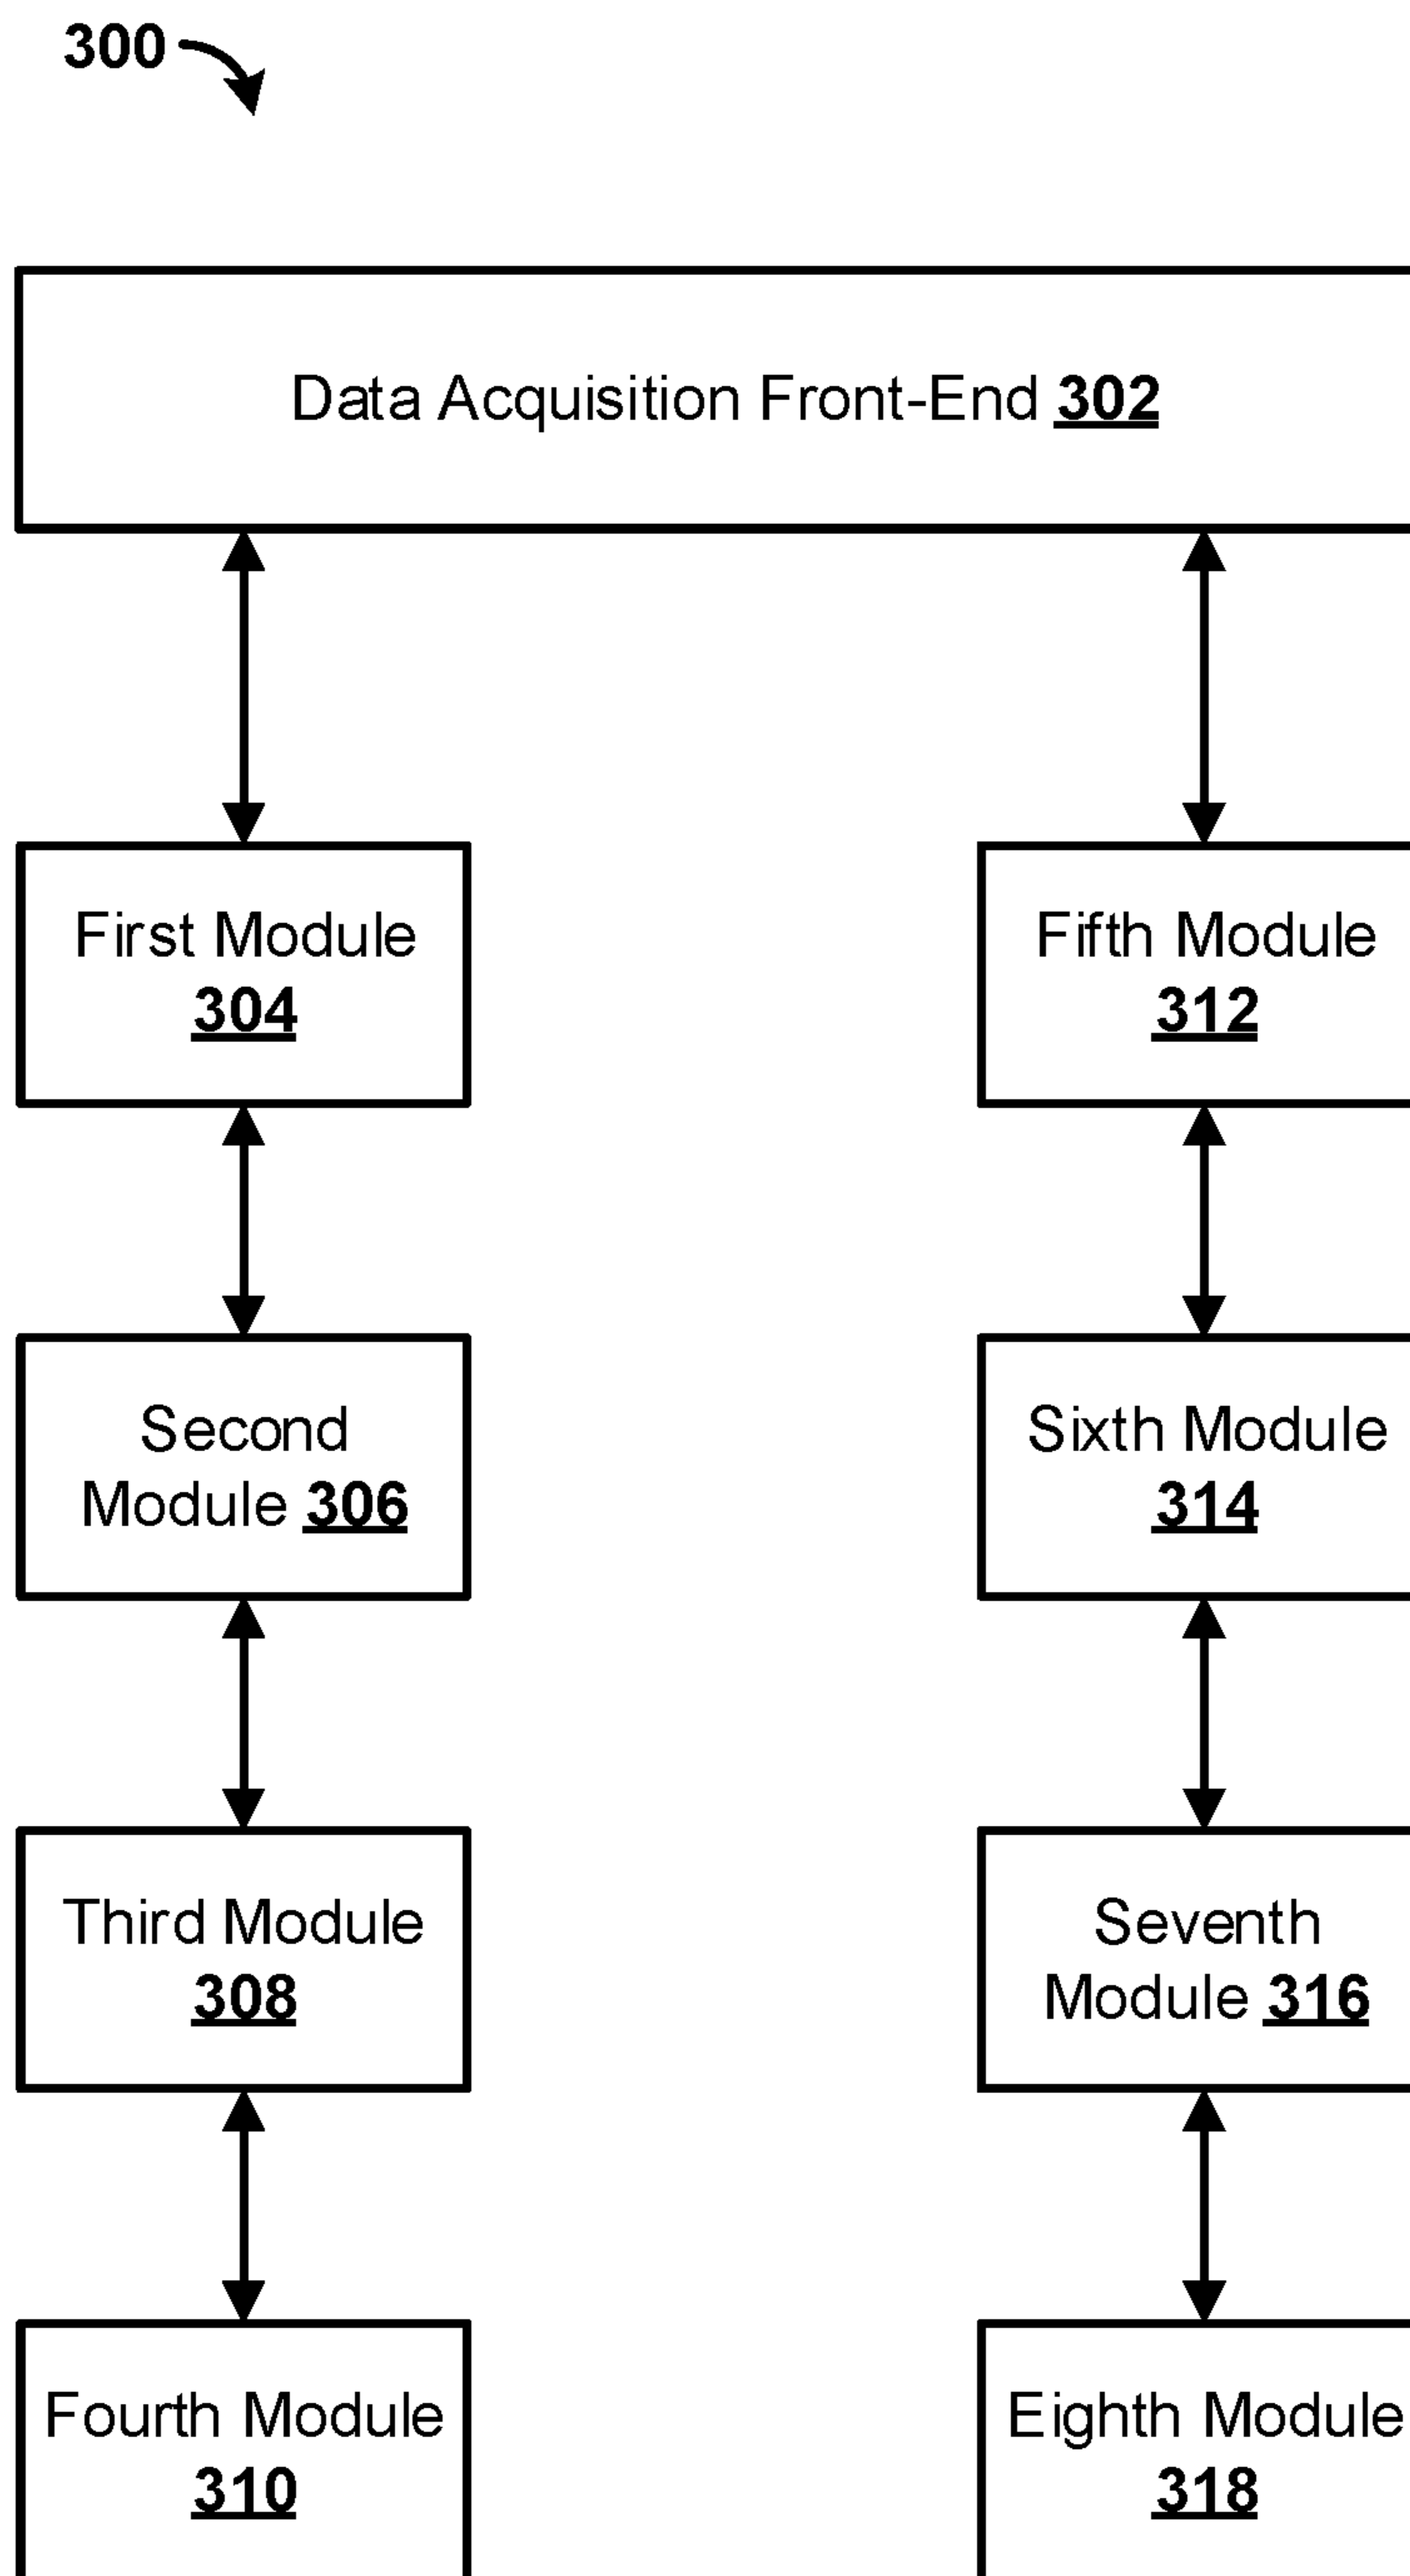 300
Data Acquisition Front-End 302
First Module
304
Fifth Module
312
Second
Module 306
Sixth Module
314
Third Module
308
Seventh
Module 316
Fourth Module
310
Eighth Module
318